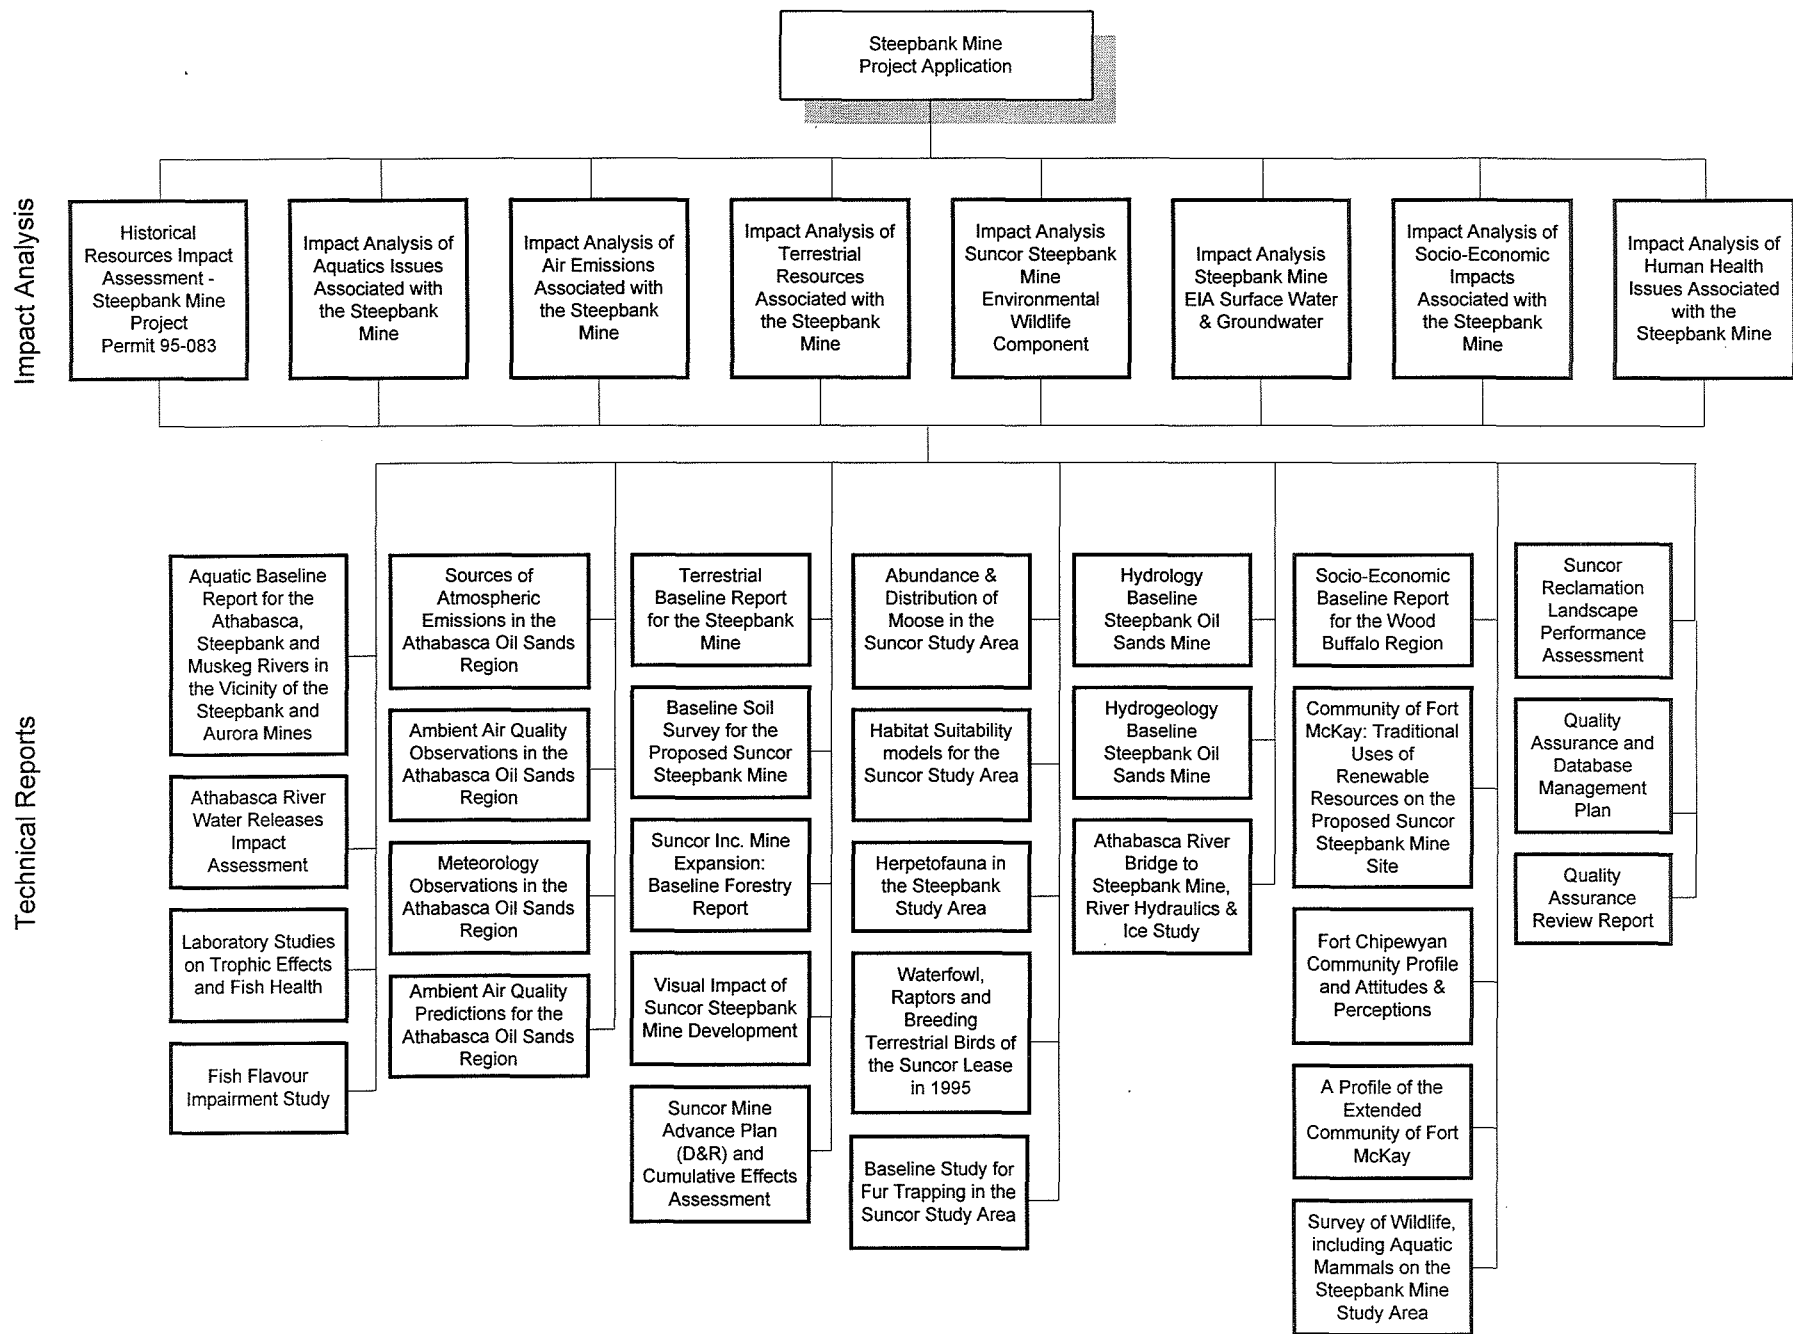 Steepbank Mine
Project Application
Impact Analysis
Historical
Resources Impact
Assessment -
Steepbank Mine
Project
Permit 95-083
Impact Analysis of
Aquatics Issues
Associated with
the Steepbank
Mine
Impact Analysis of
Air Emissions
Associated with
the Steepbank
Mine
Impact Analysis of
Terrestrial
Resources
Associated with
the Steepbank
Mine
Impact Analysis
Suncor Steepbank
Mine
Environmental
Wildlife
Component
Impact Analysis
Steepbank Mine
EIA Surface Water
& Groundwater
Impact Analysis of
Socio-Economic
Impacts
Associated with
the Steepbank
Mine
Impact Analysis of
Human Health
Issues Associated
with the
Steepbank Mine
Technical Reports
Aquatic Baseline
Report for the
Athabasca,
Steepbank and
Muskeg Rivers in
the Vicinity of the
Steepbank and
Aurora Mines
Athabasca River
Water Releases
Impact
Assessment
Laboratory Studies
on Trophic Effects
and Fish Health
Fish Flavour
Impairment Study
Sources of
Atmospheric
Emissions in the
Athabasca Oil Sands
Region
Ambient Air Quality
Observations in the
Athabasca Oil Sands
Region
Meteorology
Observations in the
Athabasca Oil Sands
Region
Ambient Air Quality
Predictions for the
Athabasca Oil Sands
Region
Terrestrial
Baseline Report
for the Steepbank
Mine
Baseline Soil
Survey for the
Proposed Suncor
Steepbank Mine
Suncor Inc. Mine
Expansion:
Baseline Forestry
Report
Visual Impact of
Suncor Steepbank
Mine Development
Suncor Mine
Advance Plan
(D&R) and
Cumulative Effects
Assessment
Abundance &
Distribution of
Moose in the
Suncor Study Area
Habitat Suitability
models for the
Suncor Study Area
Herpetofauna in
the Steepbank
Study Area
Waterfowl,
Raptors and
Breeding
Terrestrial Birds of
the Suncor Lease
in 1995
Baseline Study for
Fur Trapping in the
Suncor Study Area
Hydrology
Baseline
Steepbank Oil
Sands Mine
Hydrogeology
Baseline
Steepbank Oil
Sands Mine
Athabasca River
Bridge to
Steepbank Mine,
River Hydraulics &
Ice Study
Socio-Economic
Baseline Report
for the Wood
Buffalo Region
Community of Fort
McKay: Traditional
Uses of
Renewable
Resources on the
Proposed Suncor
Steepbank Mine
Site
Fort Chipewyan
Community Profile
and Attitudes &
Perceptions
A Profile of the
Extended
Community of Fort
McKay
Survey of Wildlife,
including Aquatic
Mammals on the
Steepbank Mine
Study Area
Suncor
Reclamation
Landscape
Performance
Assessment
Quality
Assurance and
Database
Management
Plan
Quality
Assurance
Review Report